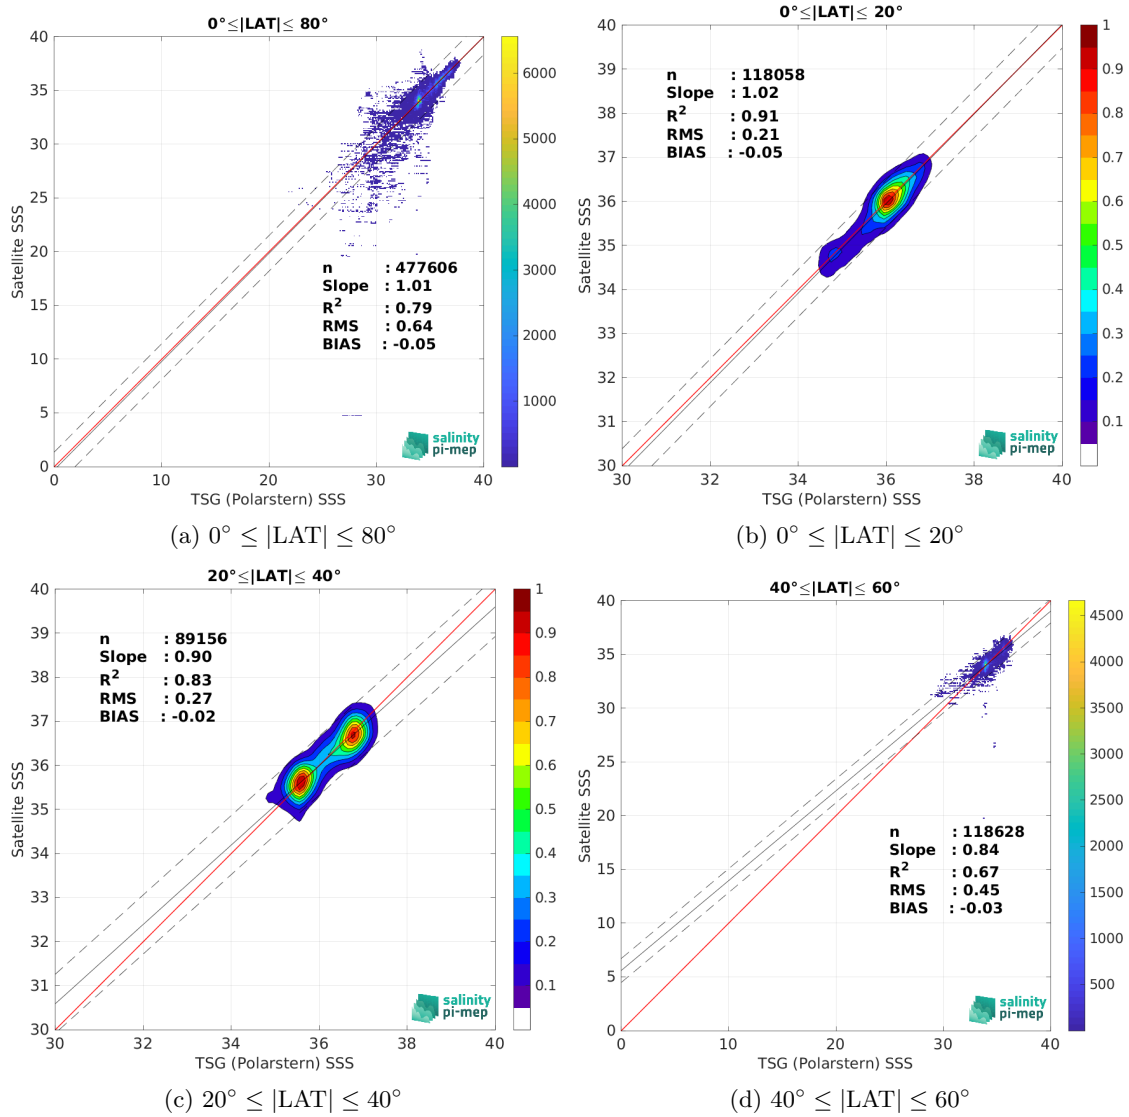 0°≤|LAT|≤ 80°
40
35
30
25
20
15
10
5
0
Satellite SSS
n : 477606
Slope : 1.01
R² : 0.79
RMS : 0.64
BIAS : -0.05
salinity
pi-mep
0 10 20 30 40
TSG (Polarstern) SSS
6000
5000
4000
3000
2000
1000
(a) 0° ≤ |LAT| ≤ 80°
0°≤|LAT|≤ 20°
40
39
38
37
36
35
34
33
32
31
30
Satellite SSS
n : 118058
Slope : 1.02
R² : 0.91
RMS : 0.21
BIAS : -0.05
salinity
pi-mep
30 32 34 36 38 40
TSG (Polarstern) SSS
1
0.9
0.8
0.7
0.6
0.5
0.4
0.3
0.2
0.1
(b) 0° ≤ |LAT| ≤ 20°
20°≤|LAT|≤ 40°
40
39
38
37
36
35
34
33
32
31
30
Satellite SSS
n : 89156
Slope : 0.90
R² : 0.83
RMS : 0.27
BIAS : -0.02
salinity
pi-mep
30 32 34 36 38 40
TSG (Polarstern) SSS
1
0.9
0.8
0.7
0.6
0.5
0.4
0.3
0.2
0.1
(c) 20° ≤ |LAT| ≤ 40°
40°≤|LAT|≤ 60°
40
35
30
25
20
15
10
5
0
Satellite SSS
n : 118628
Slope : 0.84
R² : 0.67
RMS : 0.45
BIAS : -0.03
salinity
pi-mep
0 10 20 30 40
TSG (Polarstern) SSS
4500
4000
3500
3000
2500
2000
1500
1000
500
(d) 40° ≤ |LAT| ≤ 60°